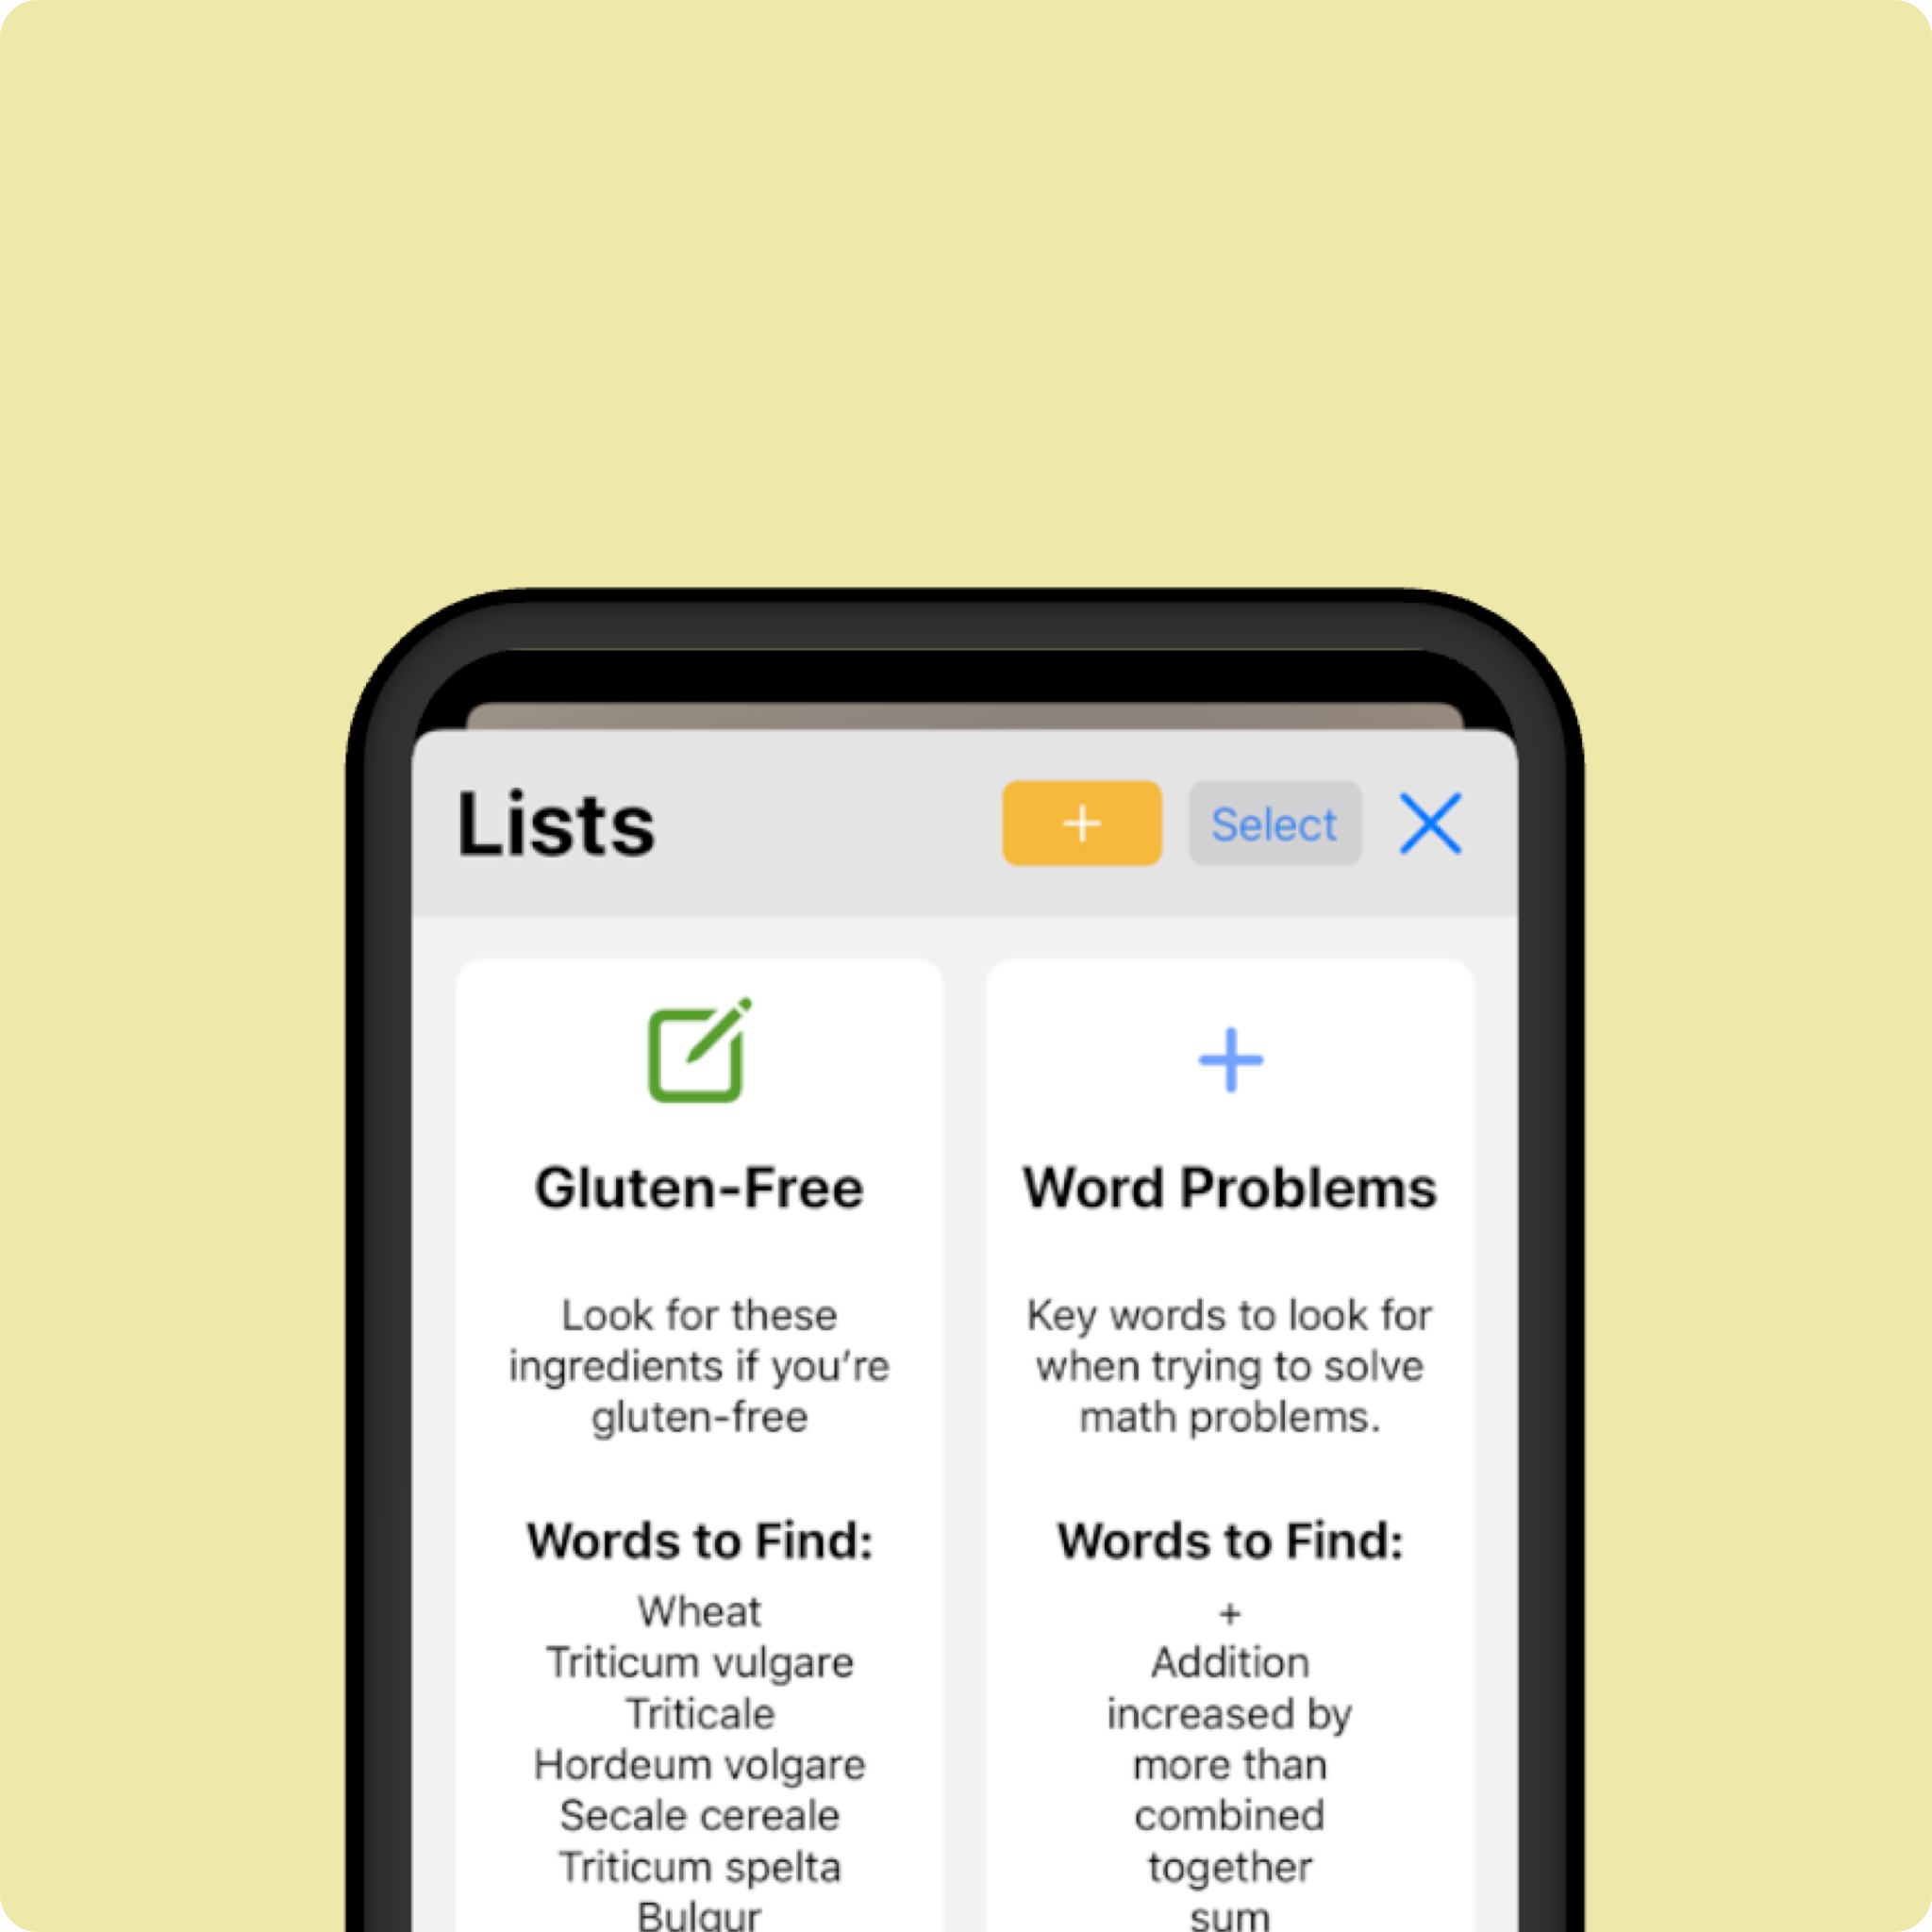 Lists
+
Select
Gluten-Free
Look for these
ingredients if you’re
gluten-free
Words to Find:
Wheat
Triticum vulgare
Triticale
Hordeum volgare
Secale cereale
Triticum spelta
Bulgur
Word Problems
Key words to look for
when trying to solve
math problems.
Words to Find:
+
Addition
increased by
more than
combined
together
sum